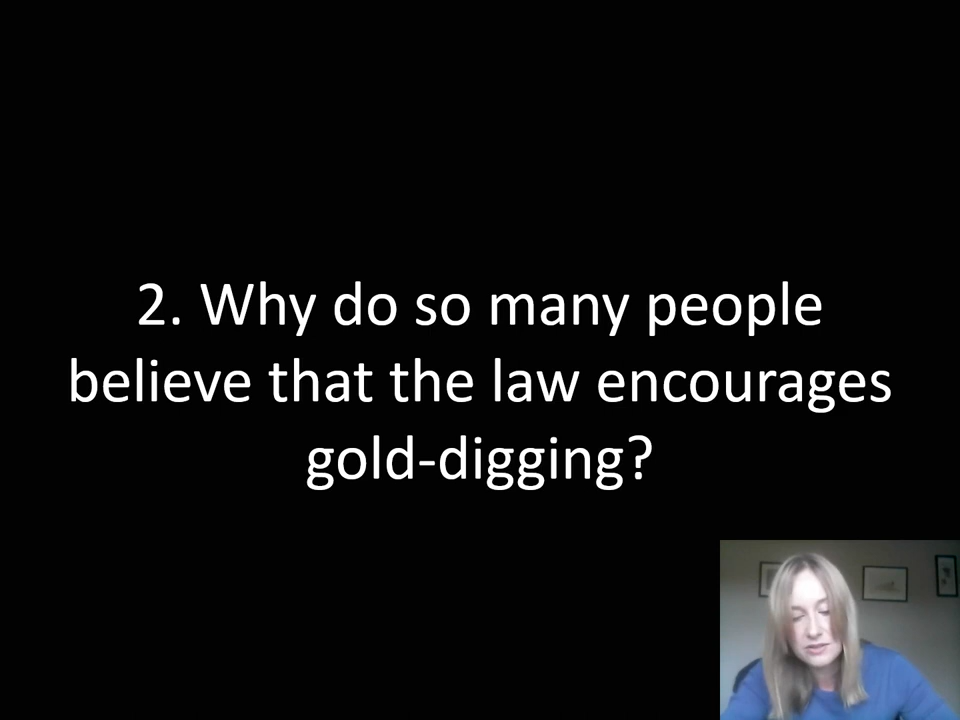 2. Why do so many people
believe that the law encourages
gold-digging?